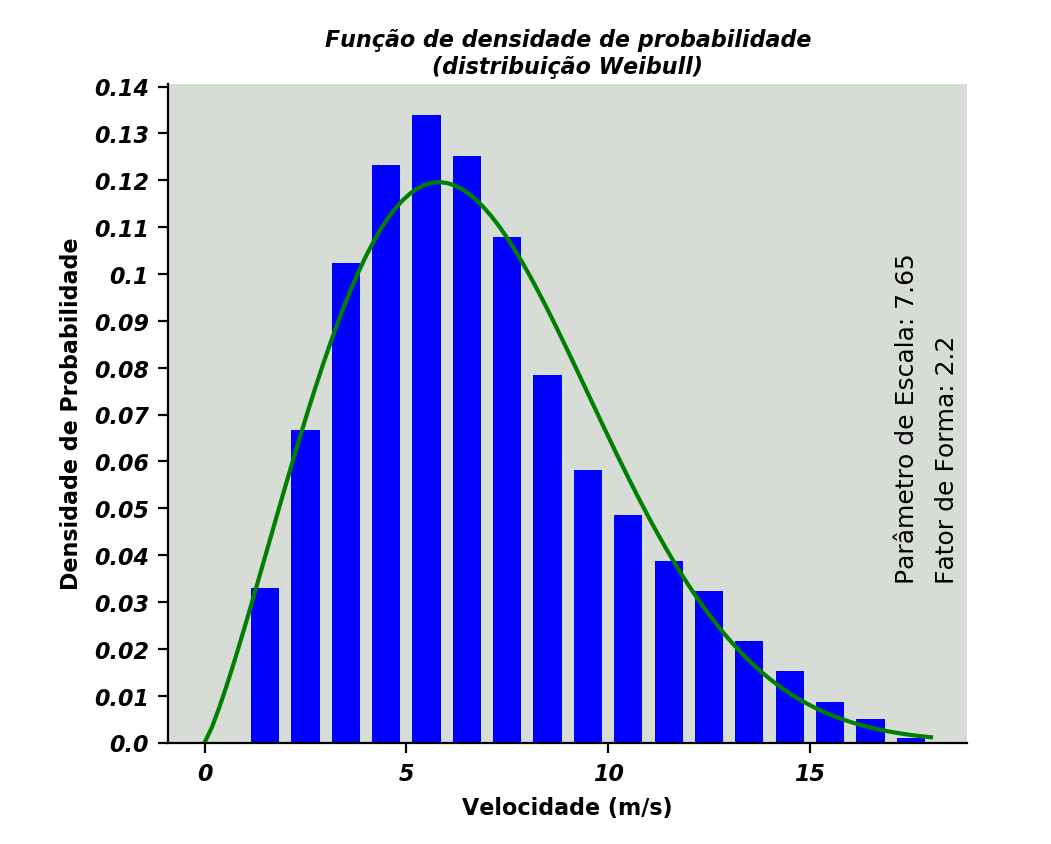 Função de densidade de probabilidade
(distribuição Weibull)
0.14
0.13
0.12
0.11
0.1
0.09
0.08
0.07
0.06
0.05
0.04
0.03
0.02
0.01
0.0
Densidade de Probabilidade
Parâmetro de Escala: 7.65
Fator de Forma: 2.2
0 5 10 15
Velocidade (m/s)